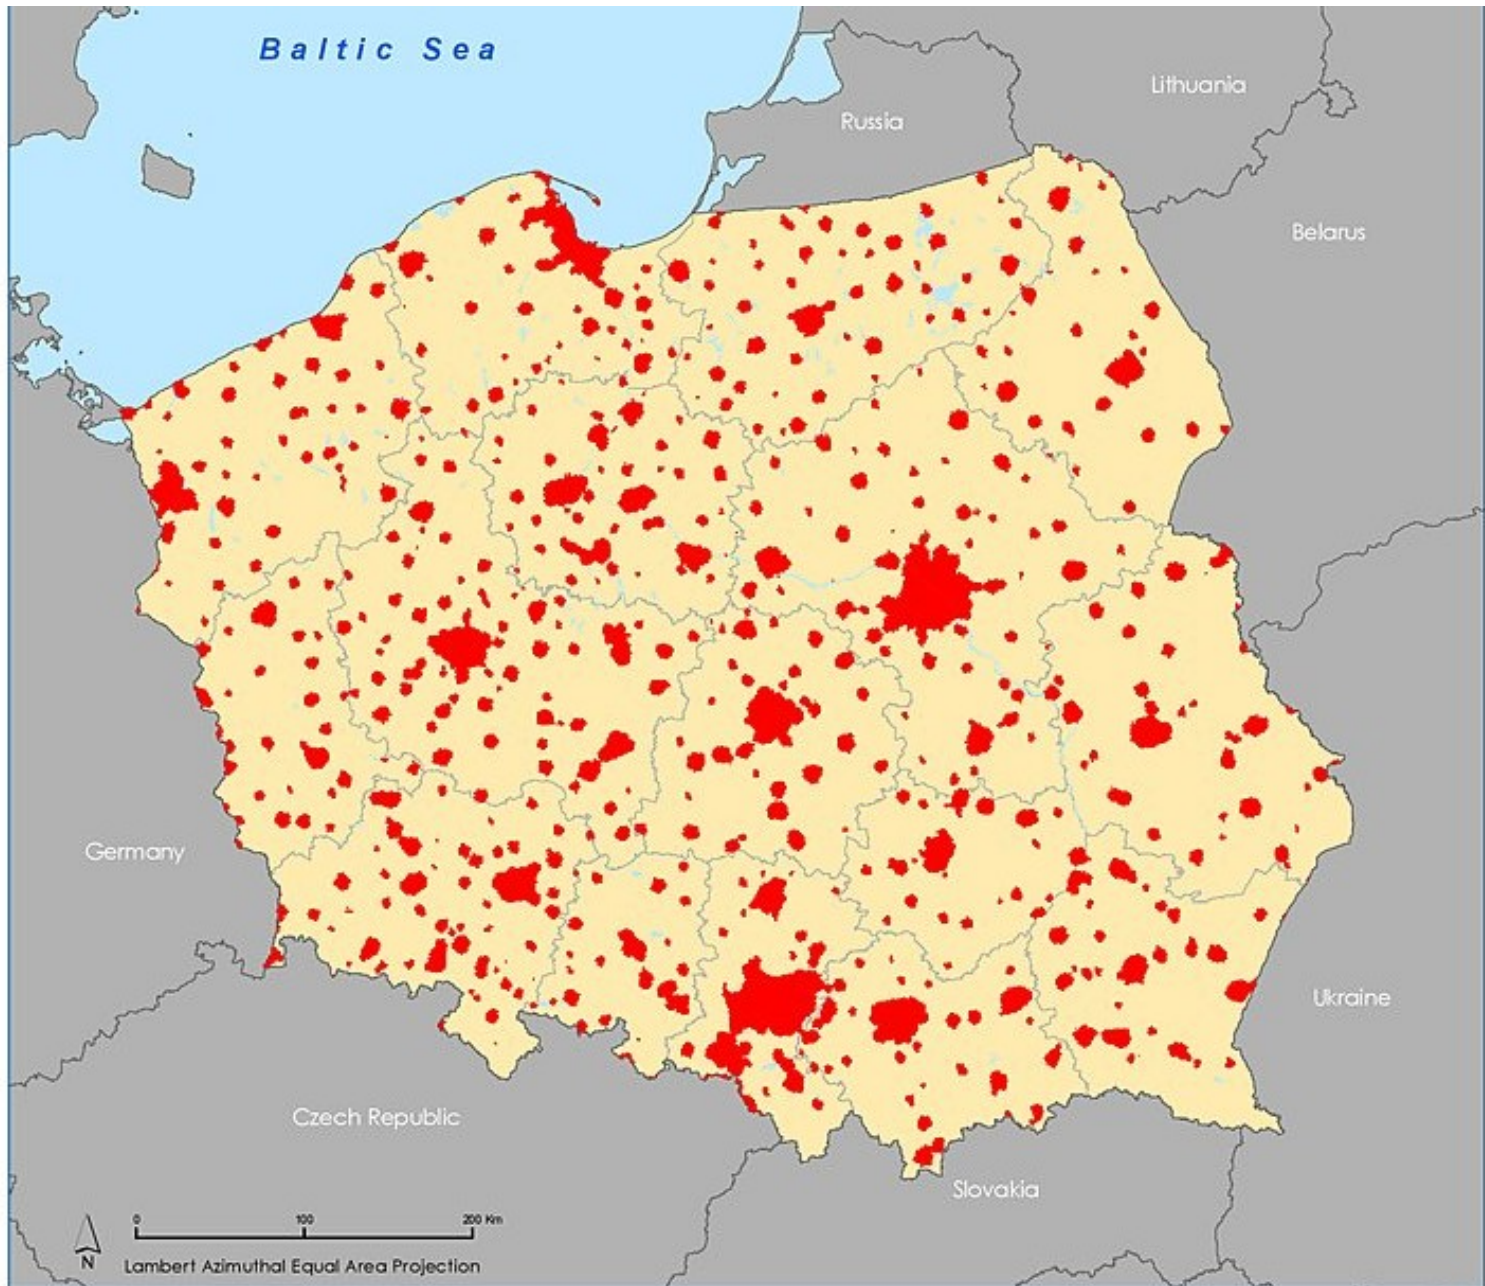 Baltic Sea
Lithuania
Russia
Belarus
Germany
Ukraine
Czech Republic
Slovakia
0 100 200 Km
N
Lambert Azimuthal Equal Area Projection